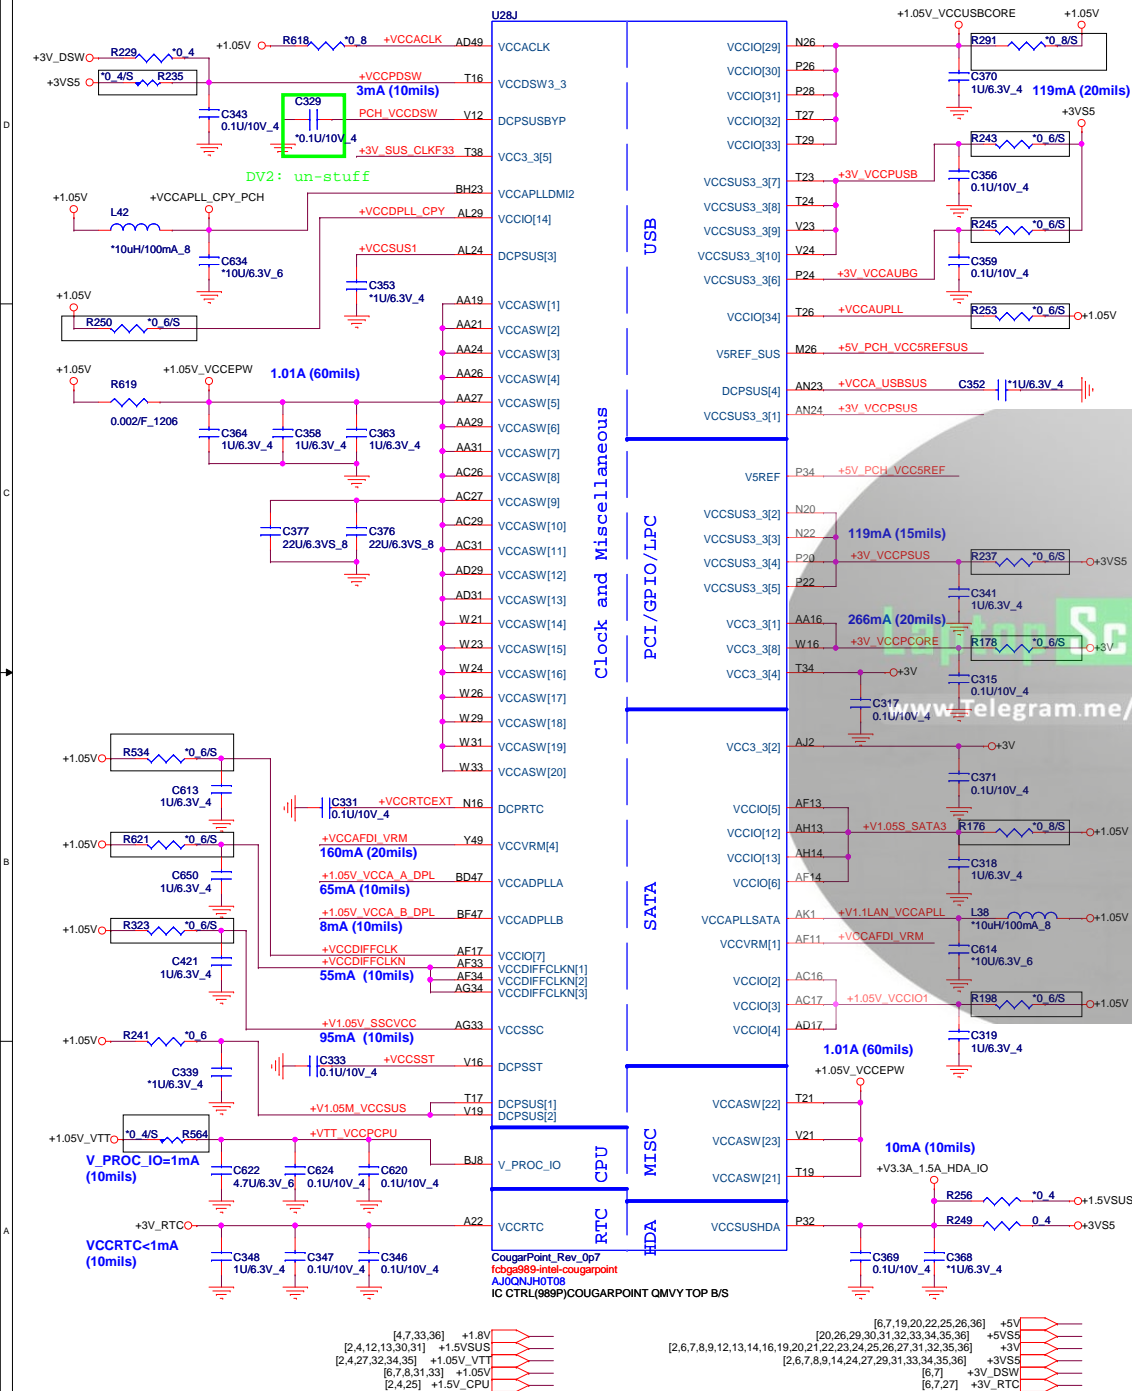 U28J
+1.05V_VCCUSBCORE +1.05V
+1.05V R618 *0_8 +VCCACLK AD49 VCCACLK
VCCIO[29] N26 R291 *0_8/S
+3V_DSW R229 *0_4
VCCIO[30] P26
+3VS5 *0_4/S R235 +VCCPDSW T16 VCCDSW3_3
3mA (10mils)
VCCIO[31] P28 C370 1U/6.3V_4 119mA (20mils)
C343 0.1U/10V_4
C329 *0.1U/10V_4 PCH_VCCDSW V12 DCPSUSBYP
VCCIO[32] T27 +3VS5
VCCIO[33] T29 R243 *0_6/S
+3V_SUS_CLKF33 T38 VCC3_3[5]
DV2: un-stuff
VCCSUS3_3[7] T23 +3V_VCCPUSB C356 0.1U/10V_4
+1.05V L42 *10uH/100mA_8 +VCCAPLL_CPY_PCH BH23 VCCAPLLDMI2
VCCSUS3_3[8] T24
+VCCDPLL_CPY AL29 VCCIO[14]
VCCSUS3_3[9] V23 R245 *0_6/S
C634 *10U/6.3V_6
+VCCSUS1 AL24 DCPSUS[3]
VCCSUS3_3[10] V24
C353 *1U/6.3V_4
VCCSUS3_3[6] P24 +3V_VCCAUBG C359 0.1U/10V_4
+1.05V R250 *0_6/S
VCCIO[34] T26 +VCCAUPLL R253 *0_6/S +1.05V
V5REF_SUS M26 +5V_PCH_VCC5REFSUS
DCPSUS[4] AN23 +VCCA_USBSUS C352 *1U/6.3V_4
VCCSUS3_3[1] AN24 +3V_VCCPSUS
USB
AA19 VCCASW[1]
AA21 VCCASW[2]
AA24 VCCASW[3]
AA26 VCCASW[4]
AA27 VCCASW[5]
AA29 VCCASW[6]
AA31 VCCASW[7]
AC26 VCCASW[8]
AC27 VCCASW[9]
AC29 VCCASW[10]
AC31 VCCASW[11]
AD29 VCCASW[12]
AD31 VCCASW[13]
W21 VCCASW[14]
W23 VCCASW[15]
W24 VCCASW[16]
W26 VCCASW[17]
W29 VCCASW[18]
W31 VCCASW[19]
W33 VCCASW[20]
+1.05V R619 0.002/F_1206 +1.05V_VCCEPW 1.01A (60mils)
C364 1U/6.3V_4 C358 1U/6.3V_4 C363 1U/6.3V_4
C377 22U/6.3VS_8 C376 22U/6.3VS_8
Clock and Miscellaneous
PCI/GPIO/LPC
V5REF P34 +5V_PCH_VCC5REF
VCCSUS3_3[2] N20
VCCSUS3_3[3] N22 119mA (15mils)
VCCSUS3_3[4] P20 +3V_VCCPSUS R237 *0_6/S +3VS5
VCCSUS3_3[5] P22 C341 1U/6.3V_4
VCC3_3[1] AA16 266mA (20mils)
VCC3_3[8] W16 +3V_VCCPCORE R178 *0_6/S +3V
VCC3_3[4] T34 +3V C315 0.1U/10V_4
C317 0.1U/10V_4
Laptop Sc
www.Telegram.me/
VCC3_3[2] AJ2 +3V
C371 0.1U/10V_4
VCCIO[5] AF13
VCCIO[12] AH13 +V1.05S_SATA3 R176 *0_8/S +1.05V
VCCIO[13] AH14 C318 1U/6.3V_4
VCCIO[6] AF14
SATA
VCCAPLLSATA AK1 +V1.1LAN_VCCAPLL L38 *10uH/100mA_8 +1.05V
VCCVRM[1] AF11 +VCCAFDI_VRM C614 *10U/6.3V_6
VCCIO[2] AC16
VCCIO[3] AC17 +1.05V_VCCIO1 R198 *0_6/S +1.05V
VCCIO[4] AD17 C319 1U/6.3V_4
+1.05V R534 *0_6/S
C613 1U/6.3V_4
C331 0.1U/10V_4 +VCCRTCEXT N16 DCPRTC
+1.05V R621 *0_6/S +VCCAFDI_VRM Y49 VCCVRM[4]
160mA (20mils)
C650 1U/6.3V_4
+1.05V_VCCA_A_DPL BD47 VCCADPLLA
65mA (10mils)
+1.05V_VCCA_B_DPL BF47 VCCADPLLB
8mA (10mils)
+1.05V R323 *0_6/S
C421 1U/6.3V_4
+VCCDIFFCLK AF17 VCCIO[7]
+VCCDIFFCLKN AF33 VCCDIFFCLKN[1]
55mA (10mils) AF34 VCCDIFFCLKN[2]
AG34 VCCDIFFCLKN[3]
+V1.05V_SSCVCC AG33 VCCSSC
95mA (10mils)
+1.05V R241 *0_6
C339 *1U/6.3V_4
C333 0.1U/10V_4 +VCCSST V16 DCPSST
+V1.05M_VCCSUS T17 DCPSUS[1]
V19 DCPSUS[2]
1.01A (60mils)
+1.05V_VCCEPW
VCCASW[22] T21
VCCASW[23] V21
VCCASW[21] T19
MISC
+1.05V_VTT *0_4/S R564 +VTT_VCCPCPU BJ8 V_PROC_IO
V_PROC_IO=1mA
(10mils)
C622 4.7U/6.3V_6 C624 0.1U/10V_4 C620 0.1U/10V_4
CPU
10mA (10mils)
+V3.3A_1.5A_HDA_IO
R256 *0_4 +1.5VSUS
R249 0_4 +3VS5
+3V_RTC A22 VCCRTC
RTC
HDA
VCCSUSHDA P32
VCCRTC<1mA
(10mils)
C348 1U/6.3V_4 C347 0.1U/10V_4 C346 0.1U/10V_4
C369 0.1U/10V_4 C368 *1U/6.3V_4
CougarPoint_Rev_0p7
fcbga989-intel-cougarpoint
AJ0QNJH0T08
IC CTRL(989P)COUGARPOINT QMVY TOP B/S
[4,7,33,36] +1.8V
[2,4,12,13,30,31] +1.5VSUS
[2,4,27,32,34,35] +1.05V_VTT
[6,7,8,31,33] +1.05V
[2,4,25] +1.5V_CPU
[6,7,19,20,22,25,26,36] +5V
[20,26,29,30,31,32,33,34,35,36] +5VS5
[2,6,7,8,9,12,13,14,16,19,20,21,22,23,24,25,26,27,31,32,35,36] +3V
[2,6,7,8,9,14,24,27,29,31,33,34,35,36] +3VS5
[6,7] +3V_DSW
[6,7,27] +3V_RTC
D
C
B
A